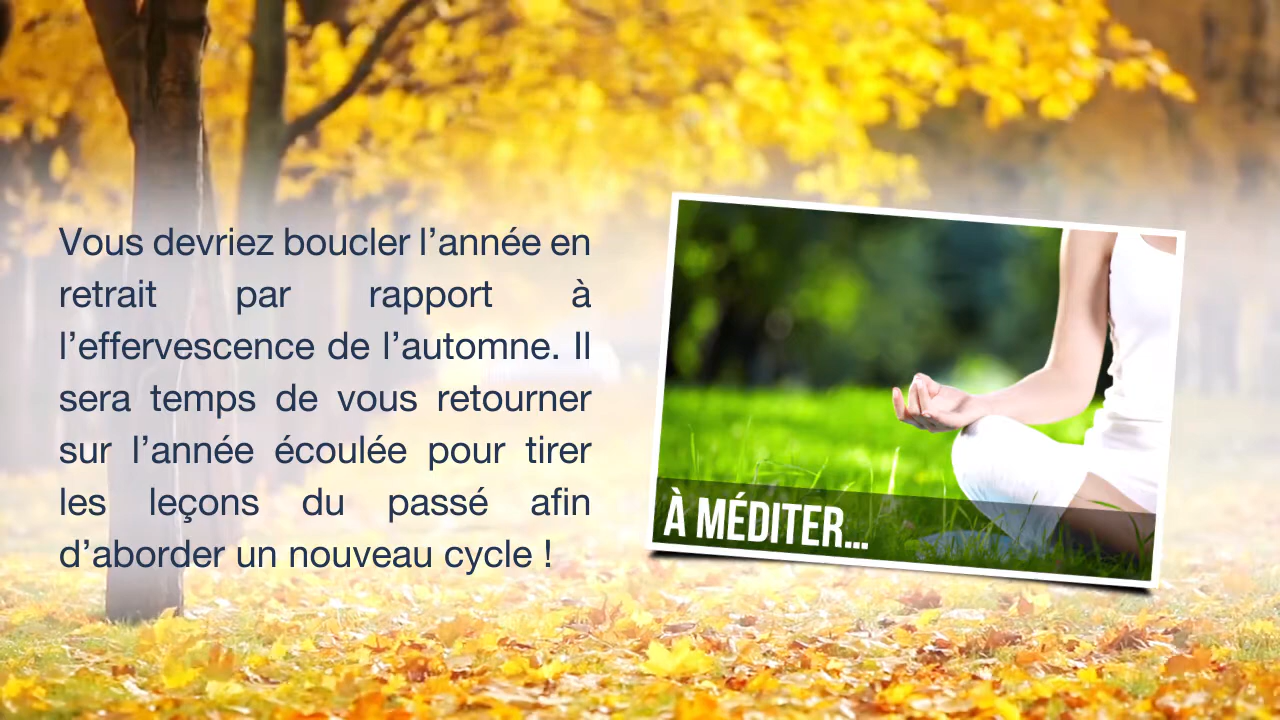 Vous devriez boucler l’année en
retrait par rapport à
l’effervescence de l’automne. Il
sera temps de vous retourner
sur l’année écoulée pour tirer
les leçons du passé afin
d’aborder un nouveau cycle !
À MÉDITER...